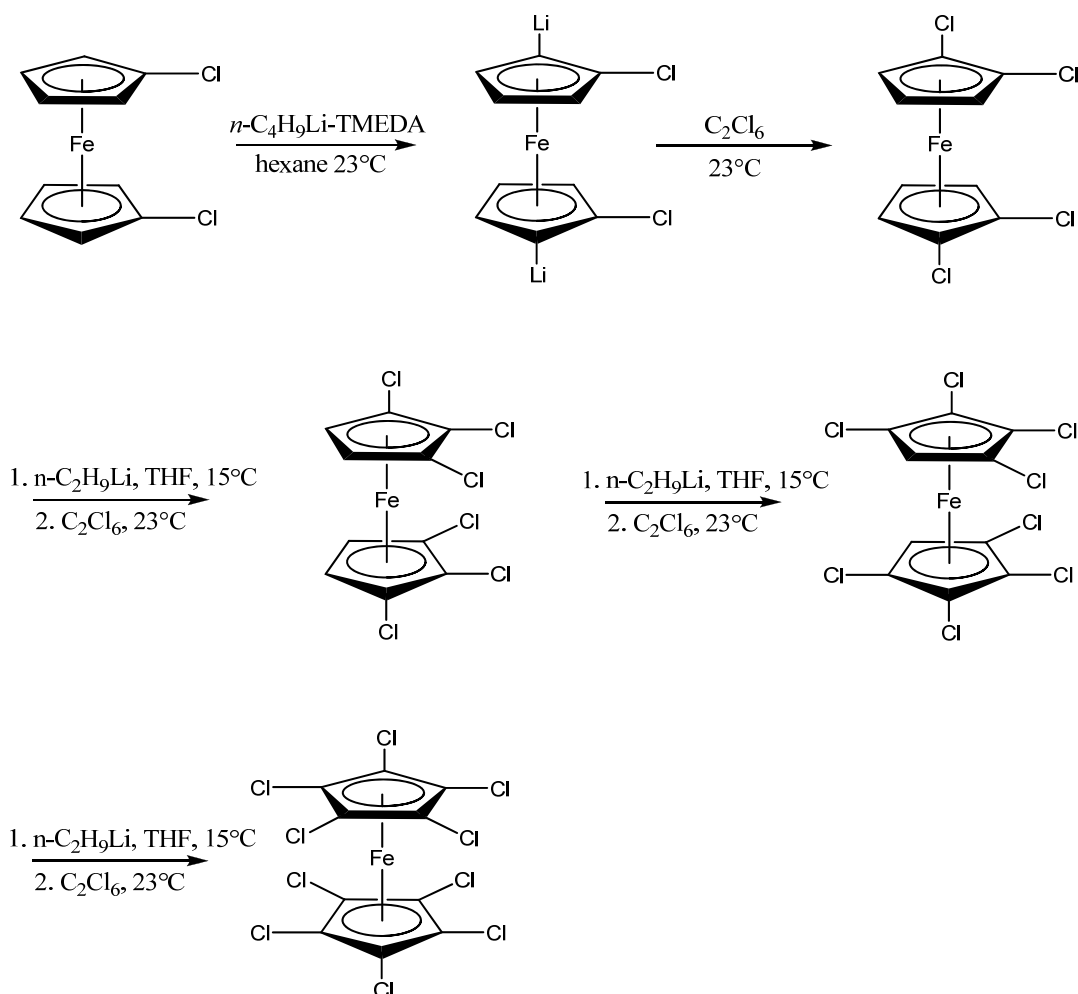 Cl
Fe
Cl
n-C4H9Li-TMEDA
hexane 23°C
Li
Cl
Fe
Cl
Li
C2Cl6
23°C
Cl
Cl
Fe
Cl
Cl
1. n-C2H9Li, THF, 15°C
2. C2Cl6, 23°C
Cl
Cl
Cl
Fe
Cl
Cl
Cl
1. n-C2H9Li, THF, 15°C
2. C2Cl6, 23°C
Cl
Cl
Cl
Cl
Fe
Cl
Cl
Cl
Cl
1. n-C2H9Li, THF, 15°C
2. C2Cl6, 23°C
Cl
Cl
Cl
Cl
Cl
Fe
Cl
Cl
Cl
Cl
Cl